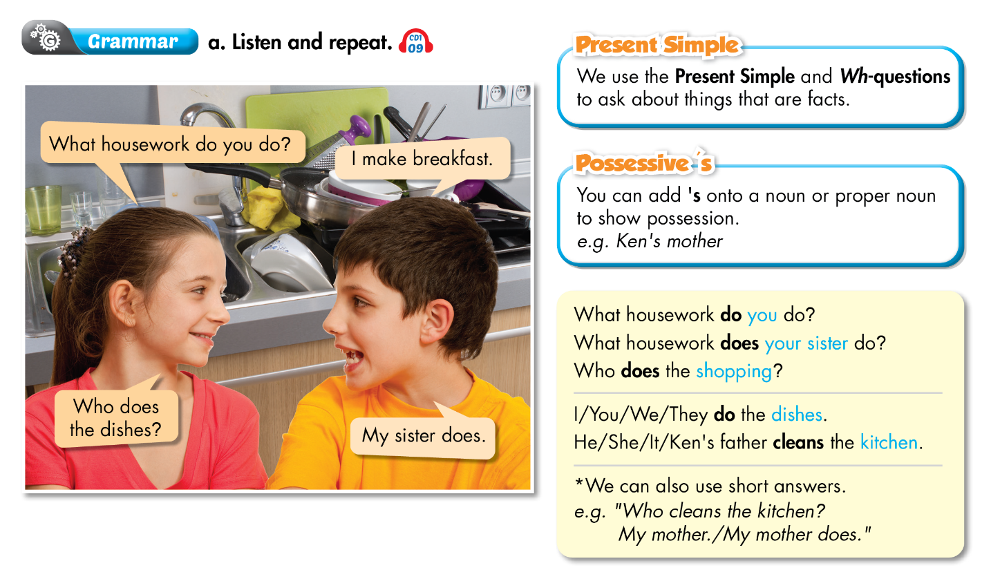 G
Grammar
a. Listen and repeat.
CD1
09
What housework do you do?
I make breakfast.
Who does
the dishes?
My sister does.
Present Simple
We use the Present Simple and Wh-questions
to ask about things that are facts.
Possessive 's
You can add 's onto a noun or proper noun
to show possession.
e.g. Ken's mother
What housework do you do?
What housework does your sister do?
Who does the shopping?
I/You/We/They do the dishes.
He/She/It/Ken's father cleans the kitchen.
*We can also use short answers.
e.g. "Who cleans the kitchen?
My mother./My mother does."